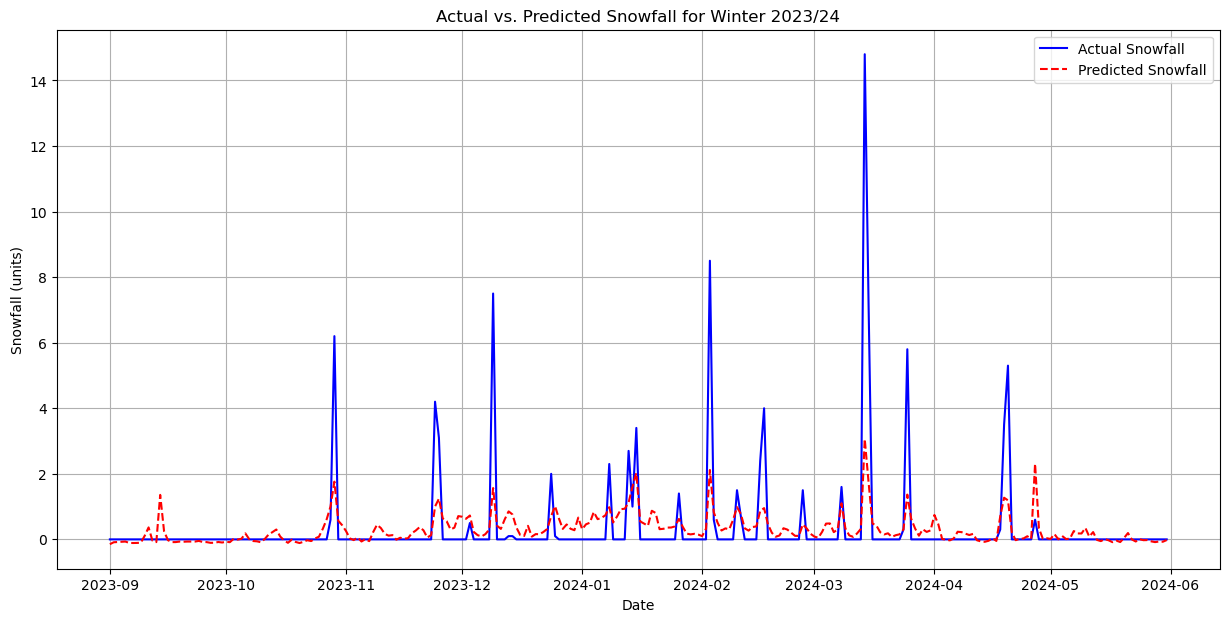 Actual vs. Predicted Snowfall for Winter 2023/24
Actual Snowfall
Predicted Snowfall
Snowfall (units)
14
12
10
8
6
4
2
0
2023-09 2023-10 2023-11 2023-12 2024-01 2024-02 2024-03 2024-04 2024-05 2024-06
Date